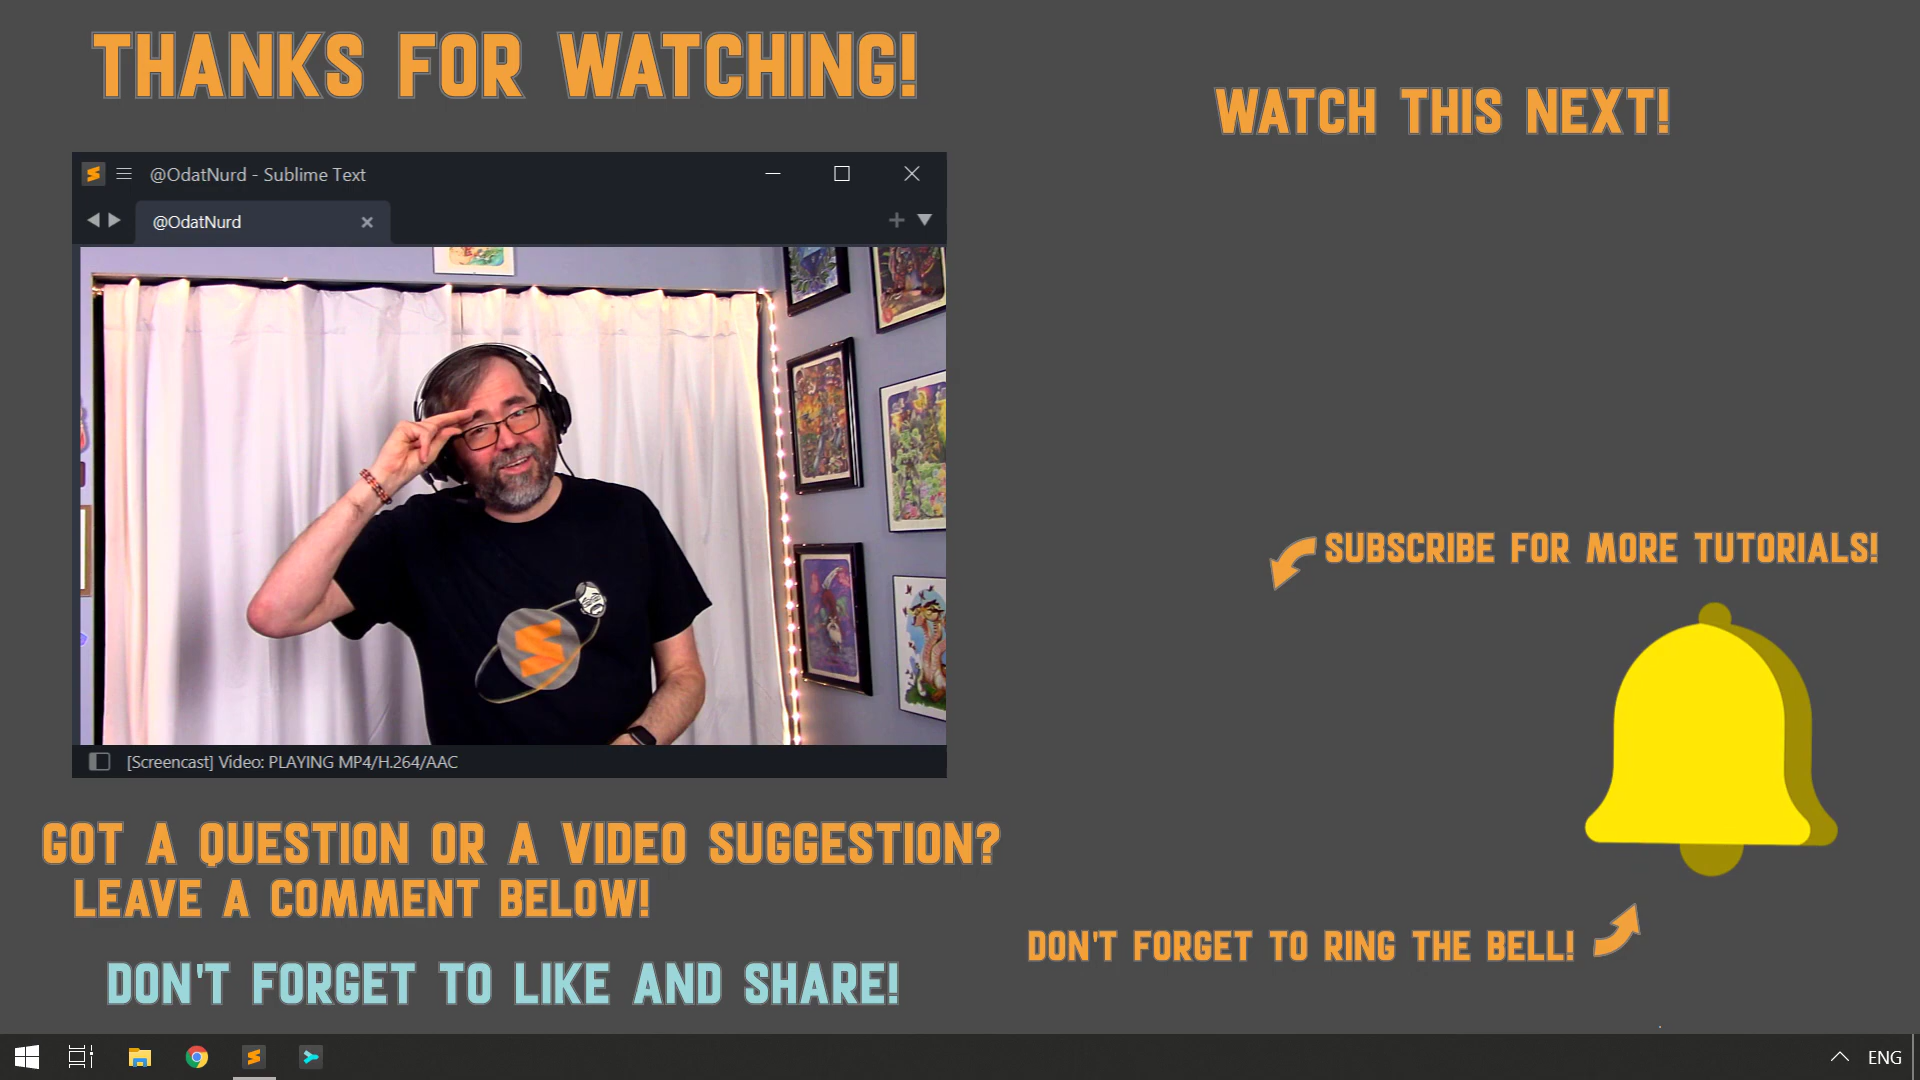 THANKS FOR WATCHING!
WATCH THIS NEXT!
@OdatNurd - Sublime Text
@OdatNurd
SUBSCRIBE FOR MORE TUTORIALS!
[Screencast] Video: PLAYING MP4/H.264/AAC
GOT A QUESTION OR A VIDEO SUGGESTION?
LEAVE A COMMENT BELOW!
DON'T FORGET TO RING THE BELL!
DON'T FORGET TO LIKE AND SHARE!
ENG